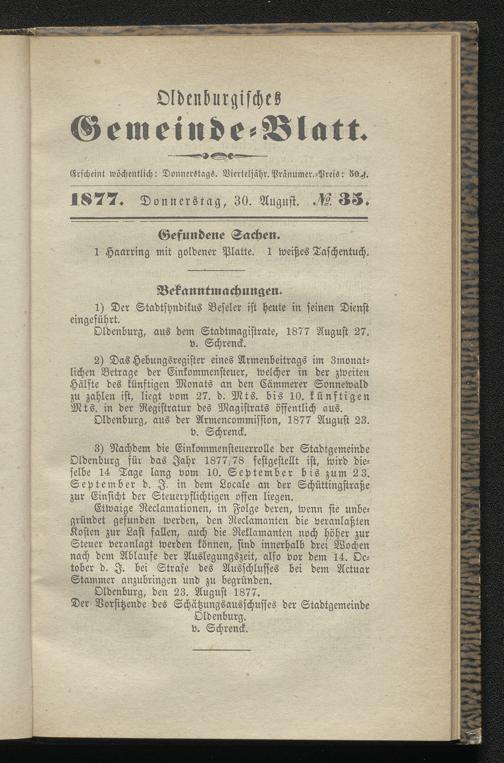 Oldenburgisches
Gemeinde-Blatt.
Erscheint wöchentlich: Donnerstags. Vierteljähr. Pränumer.-Preis: 50 ₰.
1877. Donnerstag, 30. August. № 35.
Gefundene Sachen.
1 Haarring mit goldener Platte. 1 weißes Taschentuch.
Bekanntmachungen.
1) Der Stadtsyndikus Beseler ist heute in seinen Dienst
eingeführt.
Oldenburg, aus dem Stadtmagistrate, 1877 August 27.
v. Schrenck.
2) Das Hebungsregister eines Armenbeitrags im 3monat-
lichen Betrage der Einkommensteuer, welcher in der zweiten
Hälfte des künftigen Monats an den Cämmerer Sonnewald
zu zahlen ist, liegt vom 27. d. Mts. bis 10. künftigen
Mts. in der Registratur des Magistrats öffentlich aus.
Oldenburg, aus der Armencommission, 1877 August 23.
v. Schrenck.
3) Nachdem die Einkommensteuerrolle der Stadtgemeinde
Oldenburg für das Jahr 1877/78 festgestellt ist, wird die-
selbe 14 Tage lang vom 10. September bis zum 23.
September d. J. in dem Locale an der Schüttingstraße
zur Einsicht der Steuerpflichtigen offen liegen.
Etwaige Reclamationen, in Folge deren, wenn sie unbe-
gründet gefunden werden, den Reclamanten die veranlaßten
Kosten zur Last fallen, auch die Reklamanten noch höher zur
Steuer veranlagt werden können, sind innerhalb drei Wochen
nach dem Ablaufe der Auslegungszeit, also vor dem 14. Oc-
tober d. J. bei Strafe des Ausschlusses bei dem Actuar
Stammer anzubringen und zu begründen.
Oldenburg, den 23. August 1877.
Der Vorsitzende des Schätzungsausschusses der Stadtgemeinde
Oldenburg.
v. Schrenck.